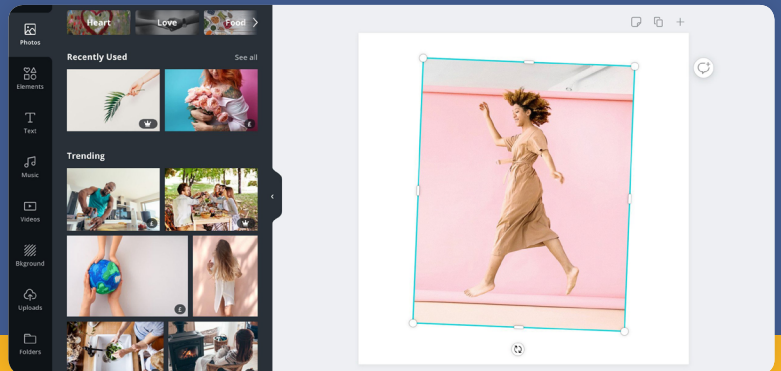 Heart
Love
Food
Photos
Recently Used
See all
Elements
£
Text
Trending
Music
Videos
£
Bkground
Uploads
£
Folders